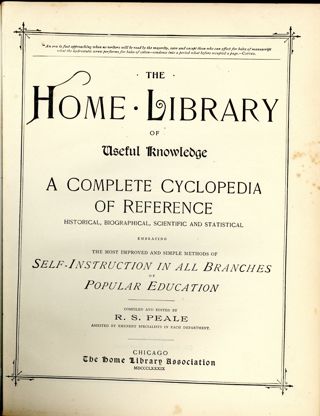 THE
HOME · LIBRARY
OF
Useful Knowledge
A COMPLETE CYCLOPEDIA
OF REFERENCE
HISTORICAL, BIOGRAPHICAL, SCIENTIFIC AND STATISTICAL
EMBRACING
THE MOST IMPROVED AND SIMPLE METHODS OF
SELF-INSTRUCTION IN ALL BRANCHES
OF
POPULAR EDUCATION
COMPILED AND EDITED BY
R. S. PEALE
ASSISTED BY EMINENT SPECIALISTS IN EACH DEPARTMENT.
CHICAGO
The Home Library Association
MDCCCLXXXIX